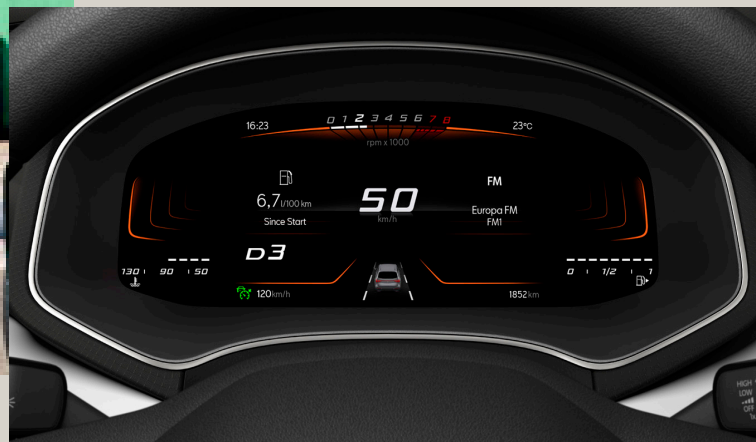 16:23
0 1 2 3 4 5 6 7 8
23°C
rpm x 1000
6,7 l/100 km
Since Start
50
km/h
FM
Europa FM
FM1
D3
130 90 50
0 1/2 1
120km/h
1852km
HIGH
LOW
OFF
1x